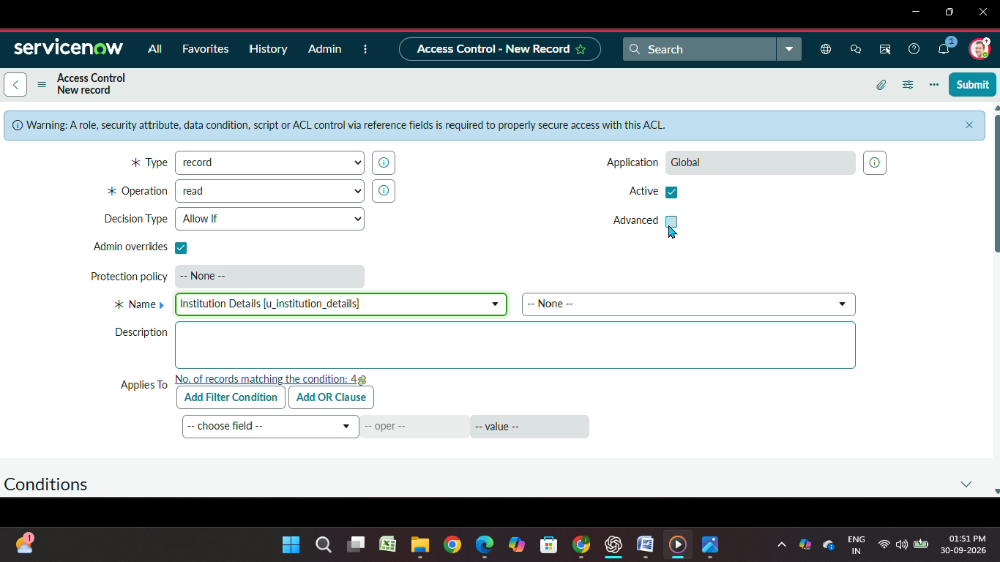 servicenow All Favorites History Admin Access Control - New Record Search 1
Access Control
New record
Submit
Warning: A role, security attribute, data condition, script or ACL control via reference fields is required to properly secure access with this ACL.
Type record Application Global
Operation read Active
Decision Type Allow If Advanced
Admin overrides
Protection policy -- None --
Name Institution Details [u_institution_details] -- None --
Description
Applies To No. of records matching the condition: 4
Add Filter Condition Add OR Clause
-- choose field -- -- oper -- -- value --
Conditions
1
ENG
IN
01:51 PM
30-09-2026